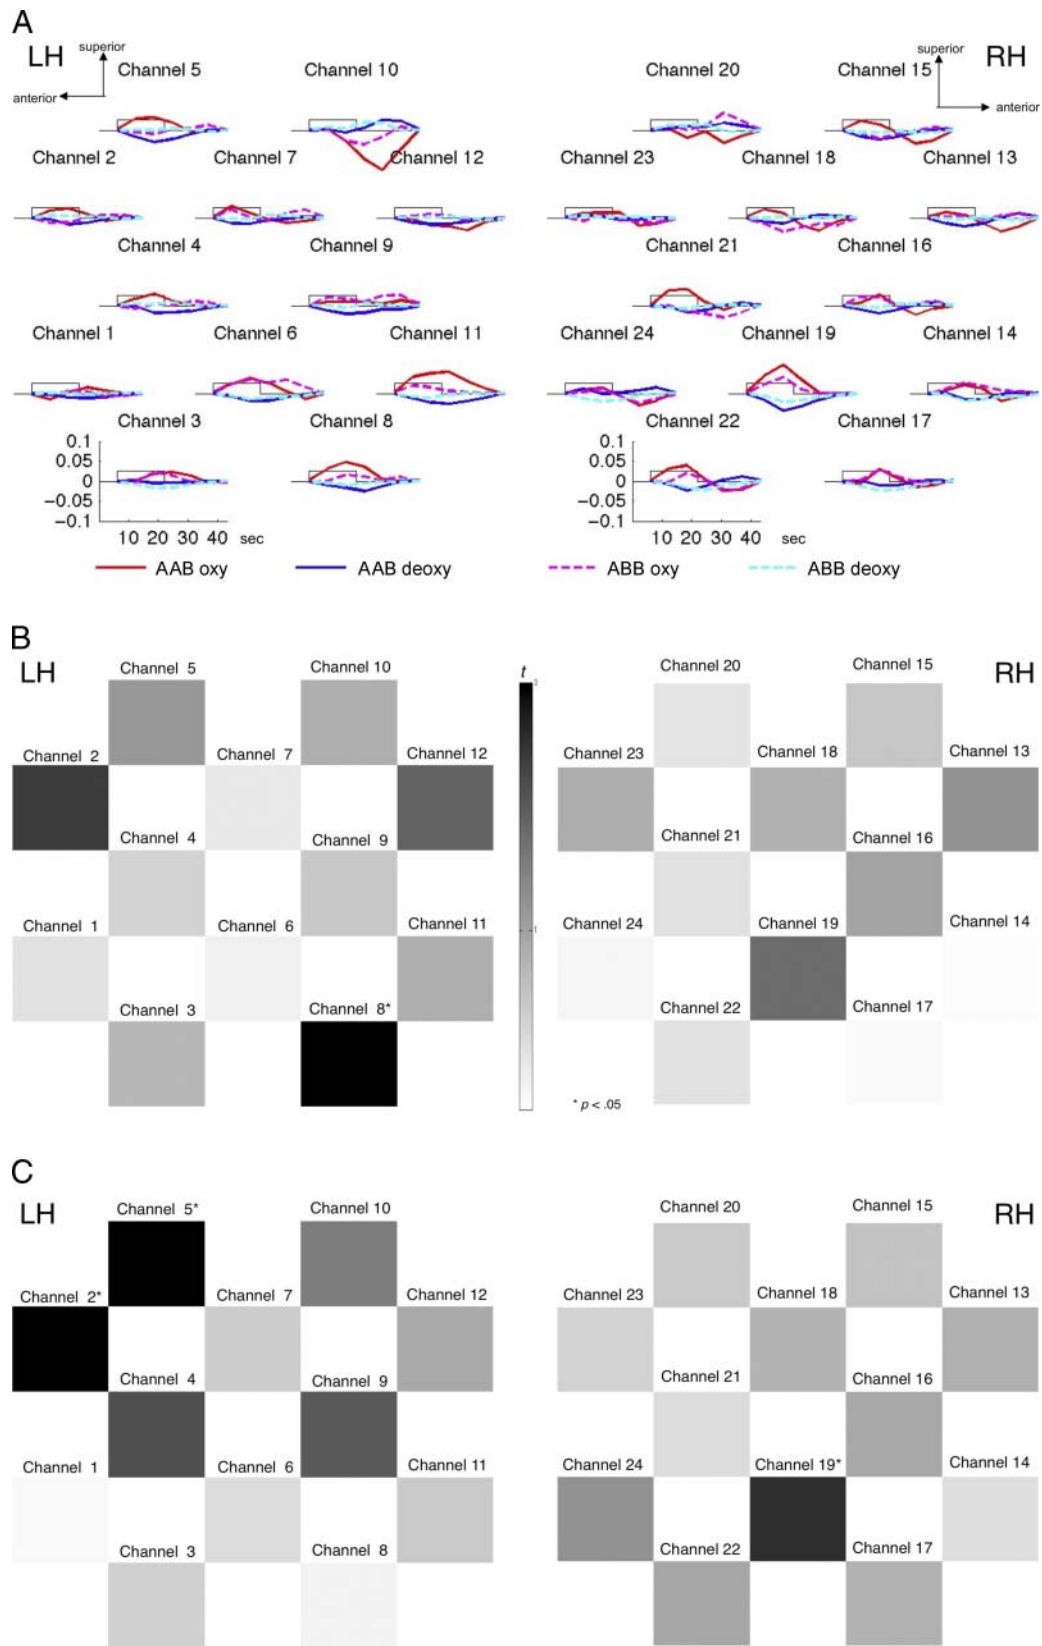 A
LH
superior
anterior
Channel 5
Channel 10
Channel 20
Channel 15
superior
anterior
RH
Channel 2
Channel 7
Channel 12
Channel 23
Channel 18
Channel 13
Channel 4
Channel 9
Channel 21
Channel 16
Channel 1
Channel 6
Channel 11
Channel 24
Channel 19
Channel 14
Channel 3
Channel 8
Channel 22
Channel 17
0.1
0.05
0
−0.05
−0.1
10 20 30 40 sec
0.1
0.05
0
−0.05
−0.1
10 20 30 40 sec
AAB oxy
AAB deoxy
ABB oxy
ABB deoxy
B
LH
Channel 5
Channel 10
t
3
Channel 20
Channel 15
RH
Channel 2
Channel 7
Channel 12
Channel 23
Channel 18
Channel 13
Channel 4
Channel 9
Channel 21
Channel 16
Channel 1
Channel 6
Channel 11
1
Channel 24
Channel 19
Channel 14
Channel 3
Channel 8*
Channel 22
Channel 17
* p < .05
C
LH
Channel 5*
Channel 10
Channel 20
Channel 15
RH
Channel 2*
Channel 7
Channel 12
Channel 23
Channel 18
Channel 13
Channel 4
Channel 9
Channel 21
Channel 16
Channel 1
Channel 6
Channel 11
Channel 24
Channel 19*
Channel 14
Channel 3
Channel 8
Channel 22
Channel 17